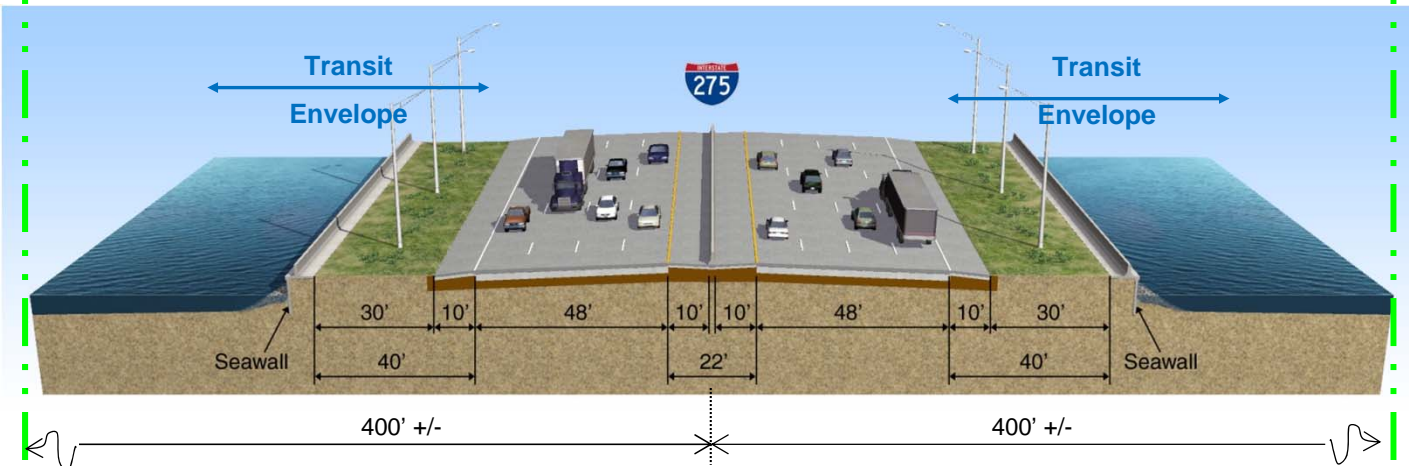 Transit
Envelope
INTERSTATE
275
Transit
Envelope
30’ 10’ 48’ 10’ 10’ 48’ 10’ 30’
Seawall 40’ 22’ 40’ Seawall
400’ +/- 400’ +/-